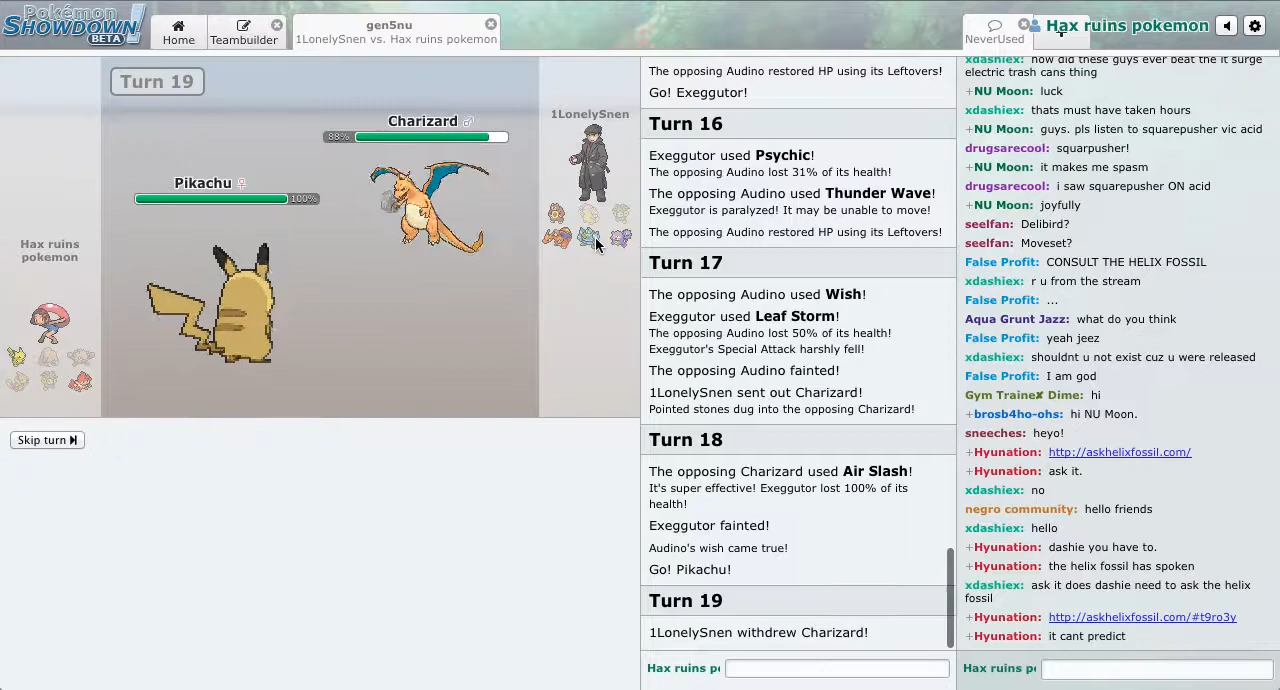 Pokémon
SHOWDOWN!
BETA
Home
Teambuilder
gen5nu
1LonelySnen vs. Hax ruins pokemon
NeverUsed
Hax ruins pokemon
Turn 19
Charizard ♂
88%
Pikachu ♀
100%
1LonelySnen
Hax ruins
pokemon
Skip turn
The opposing Audino restored HP using its Leftovers!
Go! Exeggutor!
Turn 16
Exeggutor used Psychic!
The opposing Audino lost 31% of its health!
The opposing Audino used Thunder Wave!
Exeggutor is paralyzed! It may be unable to move!
The opposing Audino restored HP using its Leftovers!
Turn 17
The opposing Audino used Wish!
Exeggutor used Leaf Storm!
The opposing Audino lost 50% of its health!
Exeggutor's Special Attack harshly fell!
The opposing Audino fainted!
1LonelySnen sent out Charizard!
Pointed stones dug into the opposing Charizard!
Turn 18
The opposing Charizard used Air Slash!
It's super effective! Exeggutor lost 100% of its
health!
Exeggutor fainted!
Audino's wish came true!
Go! Pikachu!
Turn 19
1LonelySnen withdrew Charizard!
Hax ruins p
xdashiex: how did these guys ever beat the lt surge
electric trash cans thing
+NU Moon: luck
xdashiex: thats must have taken hours
+NU Moon: guys. pls listen to squarepusher vic acid
drugsarecool: squarpusher!
+NU Moon: it makes me spasm
drugsarecool: i saw squarepusher ON acid
+NU Moon: joyfully
seelfan: Delibird?
seelfan: Moveset?
False Profit: CONSULT THE HELIX FOSSIL
xdashiex: r u from the stream
False Profit: ...
Aqua Grunt Jazz: what do you think
False Profit: yeah jeez
xdashiex: shouldnt u not exist cuz u were released
False Profit: I am god
Gym Traine✘ Dime: hi
+brosb4ho-ohs: hi NU Moon.
sneeches: heyo!
+Hyunation: http://askhelixfossil.com/
+Hyunation: ask it.
xdashiex: no
negro community: hello friends
xdashiex: hello
+Hyunation: dashie you have to.
+Hyunation: the helix fossil has spoken
xdashiex: ask it does dashie need to ask the helix
fossil
+Hyunation: http://askhelixfossil.com/#t9ro3y
+Hyunation: it cant predict
Hax ruins p